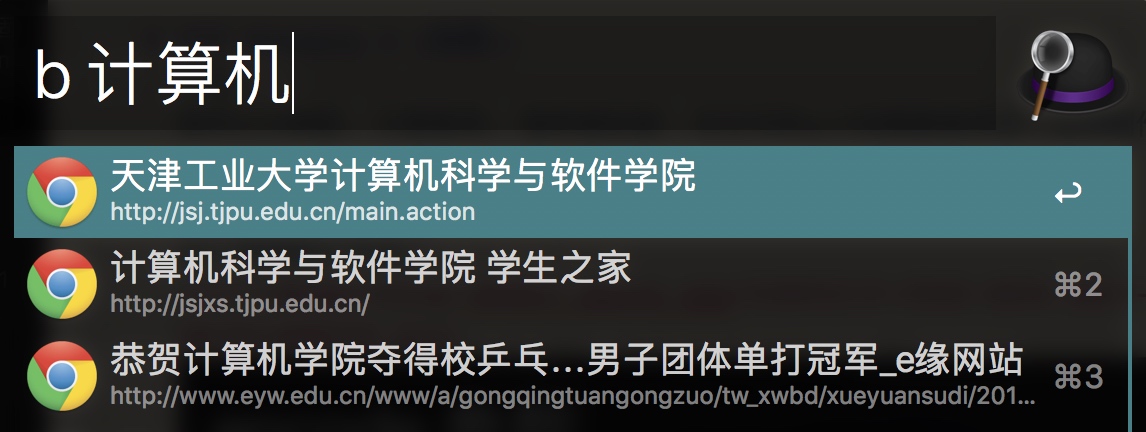 b 计算机
天津工业大学计算机科学与软件学院
http://jsj.tjpu.edu.cn/main.action
↩
计算机科学与软件学院 学生之家
http://jsjxs.tjpu.edu.cn/
⌘2
恭贺计算机学院夺得校乒乓...男子团体单打冠军_e缘网站
http://www.eyw.edu.cn/www/a/gongqingtuangongzuo/tw_xwbd/xueyuansudi/201...
⌘3